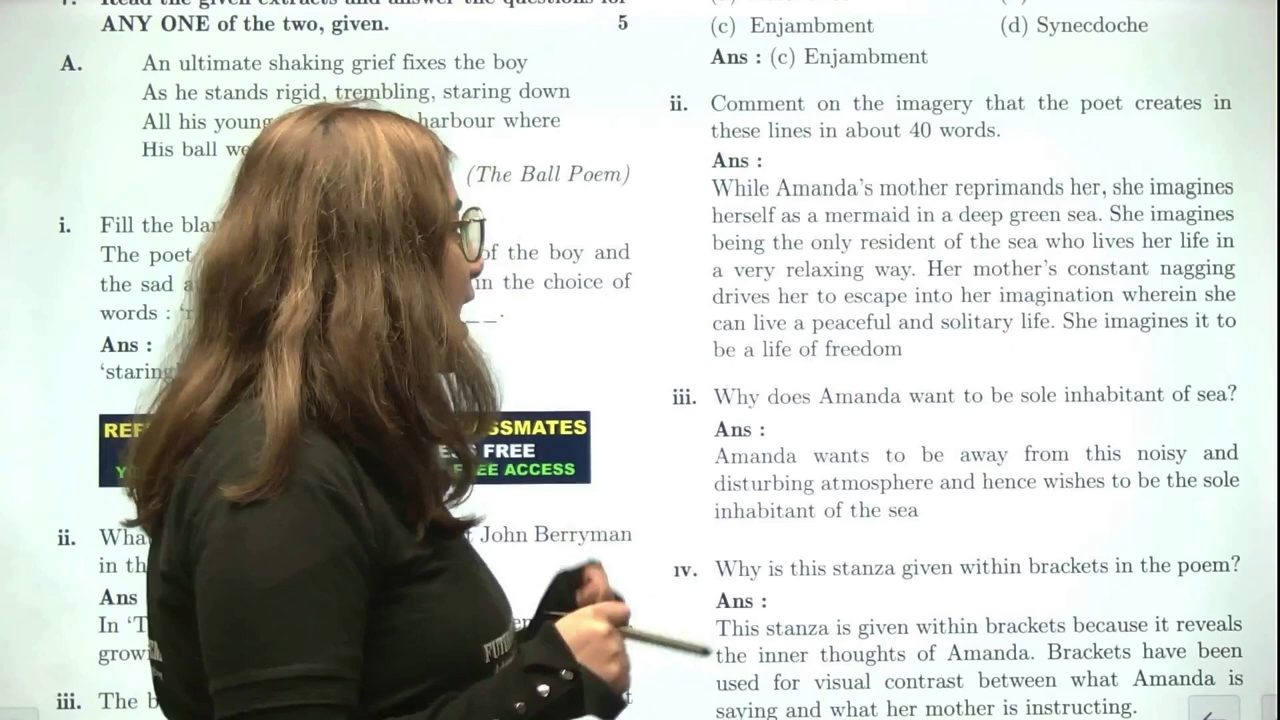 ANY ONE of the two, given. 5
A. An ultimate shaking grief fixes the boy
As he stands rigid, trembling, staring down
All his young harbour where
His ball
(The Ball Poem)
i. Fill the
The poet of the boy and
the sad in the choice of
words :
Ans :
‘staring
SSMATES
FREE
ACCESS
ii. John Berryman
in
Ans
In
iii. The
(c) Enjambment (d) Synecdoche
Ans : (c) Enjambment
ii. Comment on the imagery that the poet creates in
these lines in about 40 words.
Ans :
While Amanda’s mother reprimands her, she imagines
herself as a mermaid in a deep green sea. She imagines
being the only resident of the sea who lives her life in
a very relaxing way. Her mother’s constant nagging
drives her to escape into her imagination wherein she
can live a peaceful and solitary life. She imagines it to
be a life of freedom
iii. Why does Amanda want to be sole inhabitant of sea?
Ans :
Amanda wants to be away from this noisy and
disturbing atmosphere and hence wishes to be the sole
inhabitant of the sea
iv. Why is this stanza given within brackets in the poem?
Ans :
This stanza is given within brackets because it reveals
the inner thoughts of Amanda. Brackets have been
used for visual contrast between what Amanda is
saying and what her mother is instructing.